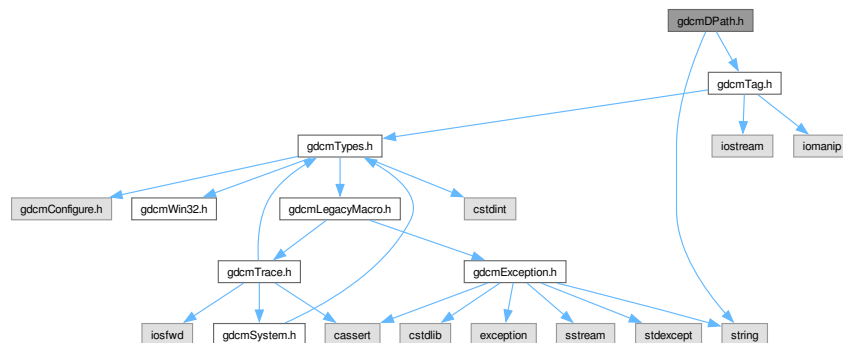 gdcmDPath.h
gdcmTag.h
gdcmTypes.h
iostream
iomanip
gdcmConfigure.h
gdcmWin32.h
gdcmLegacyMacro.h
cstdint
gdcmTrace.h
gdcmException.h
iosfwd
gdcmSystem.h
cassert
cstdlib
exception
sstream
stdexcept
string